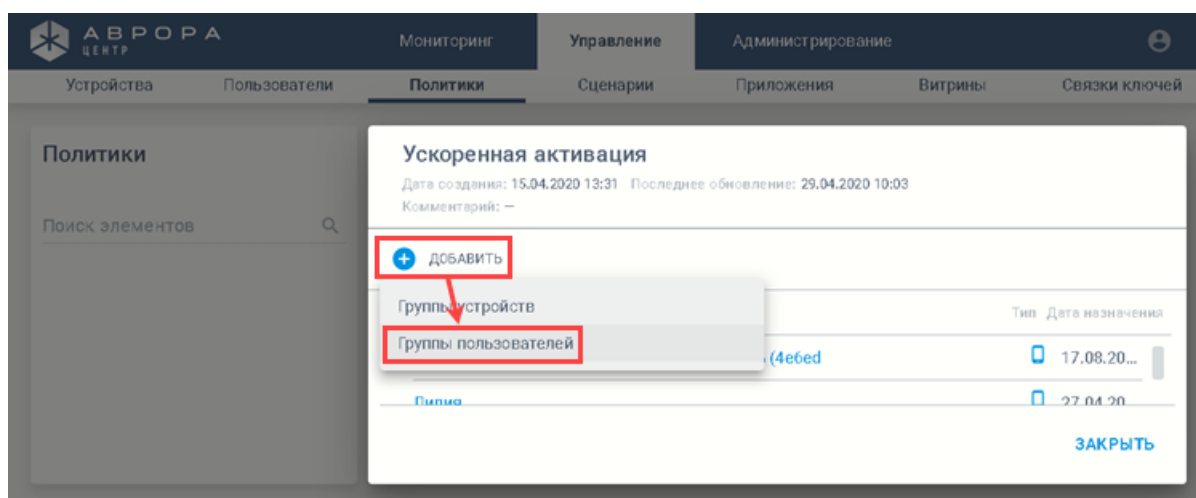 АВРОРА
ЦЕНТР
Мониторинг
Управление
Администрирование
Устройства
Пользователи
Политики
Сценарии
Приложения
Витрины
Связки ключей
Политики
Поиск элементов
Ускоренная активация
Дата создания: 15.04.2020 13:31 Последнее обновление: 29.04.2020 10:03
Комментарий: —
ДОБАВИТЬ
Группы устройств
Группы пользователей
Тип Дата назначения
(4e6ed
17.08.20...
27.04.20
ЗАКРЫТЬ